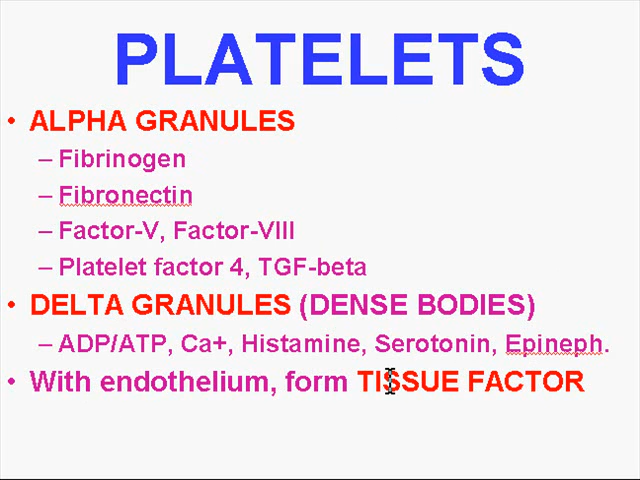 PLATELETS
• ALPHA GRANULES
– Fibrinogen
– Fibronectin
– Factor-V, Factor-VIII
– Platelet factor 4, TGF-beta
• DELTA GRANULES (DENSE BODIES)
– ADP/ATP, Ca+, Histamine, Serotonin, Epineph.
• With endothelium, form TISSUE FACTOR